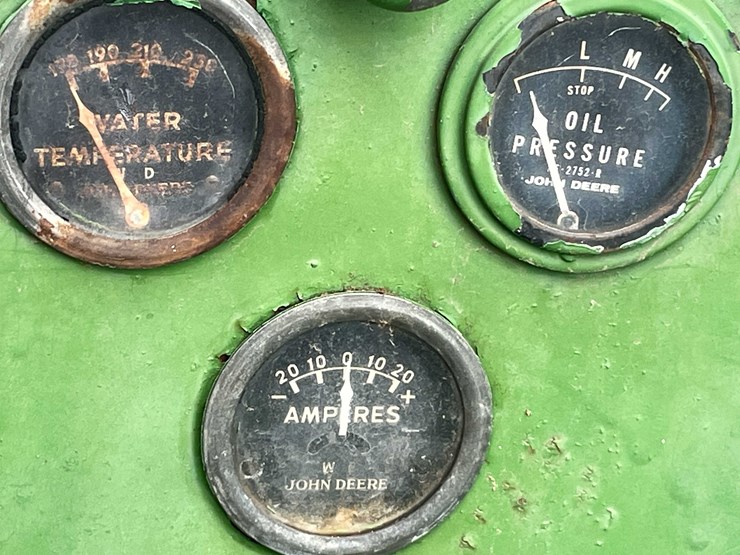 190 210
WATER
TEMPERATURE
D
JOHN DEERE
L M H
STOP
OIL
PRESSURE
2752-R
JOHN DEERE
20 10 0 10 20
- +
AMPERES
W
JOHN DEERE